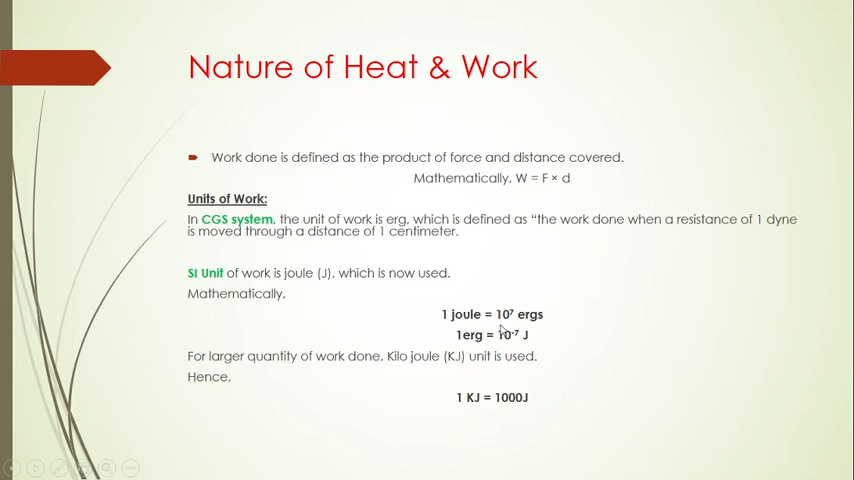 Nature of Heat & Work
Work done is defined as the product of force and distance covered.
Mathematically, W = F × d
Units of Work:
In CGS system, the unit of work is erg, which is defined as “the work done when a resistance of 1 dyne
is moved through a distance of 1 centimeter.
SI Unit of work is joule (J), which is now used.
Mathematically,
1 joule = 10⁷ ergs
1erg = 10⁻⁷ J
For larger quantity of work done, Kilo joule (KJ) unit is used.
Hence,
1 KJ = 1000J